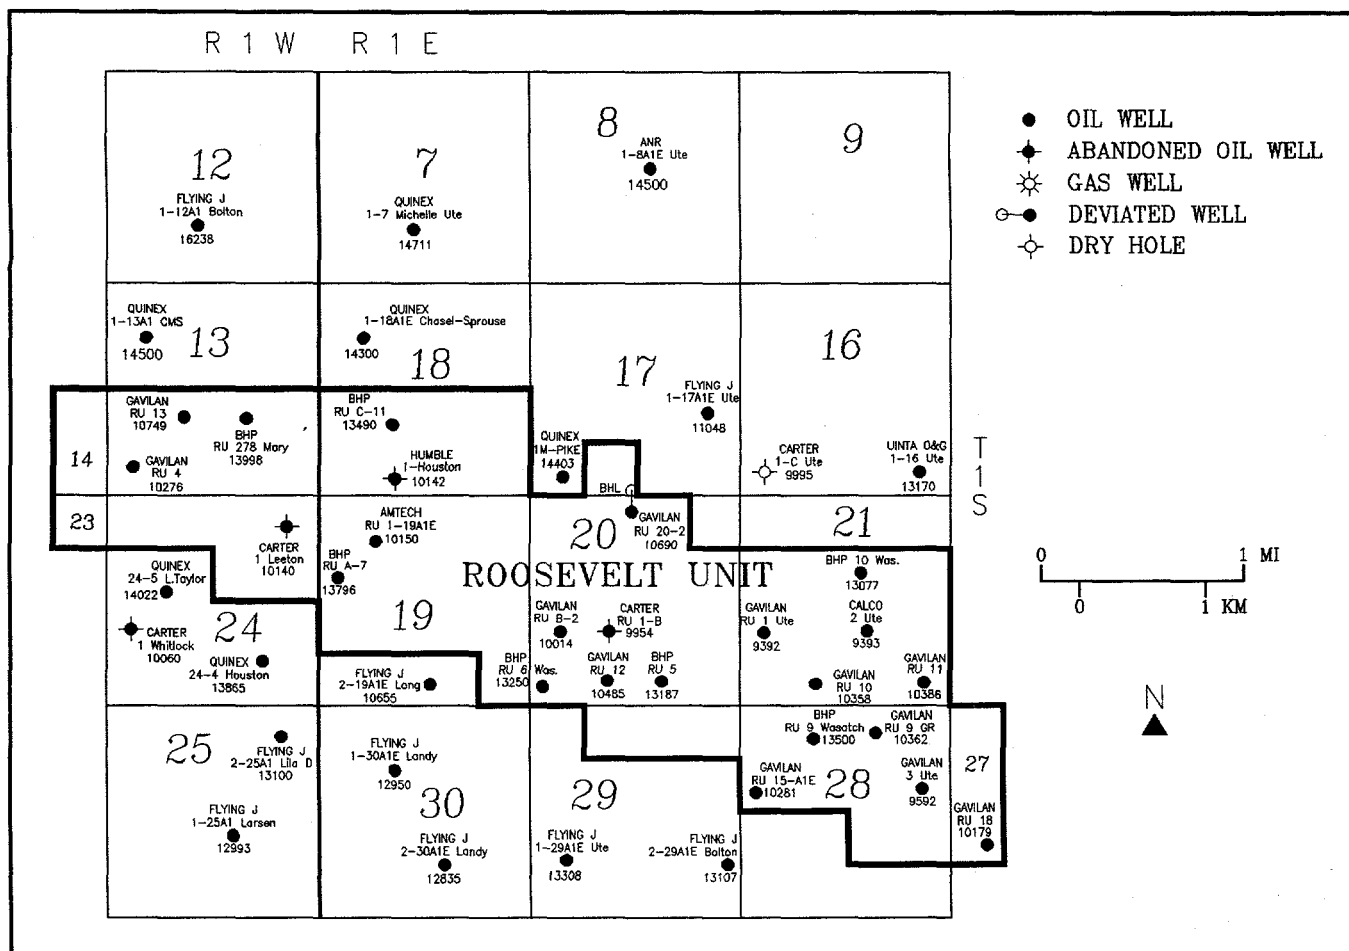 R 1 W R 1 E
12
7
8
9
ANR
1-8A1E Ute
14500
FLYING J
1-12A1 Bolton
16238
QUINEX
1-7 Michelle Ute
14711
OIL WELL
ABANDONED OIL WELL
GAS WELL
DEVIATED WELL
DRY HOLE
QUINEX
1-13A1 CMS
14500
13
QUINEX
1-18A1E Chasel-Sprouse
14300
18
17
16
FLYING J
1-17A1E Ute
11048
GAVILAN
RU 13
10749
BHP
RU 278 Mary
13998
BHP
RU C-11
13490
14
GAVILAN
RU 4
10276
HUMBLE
1-Houston
10142
QUINEX
1M-PIKE
14403
CARTER
1-C Ute
9995
UINTA O&G
1-16 Ute
13170
T
1
S
23
CARTER
1 Leeton
10140
AMTECH
RU 1-19A1E
10150
BHP
RU A-7
13796
BHL
20
GAVILAN
RU 20-2
10690
21
ROOSEVELT UNIT
BHP 10 Was.
13077
0 1 MI
0 1 KM
QUINEX
24-5 L.Taylor
14022
CARTER
1 Whitlock
10060
24
QUINEX
24-4 Houston
13865
19
GAVILAN
RU B-2
10014
CARTER
RU 1-B
9954
GAVILAN
RU 1 Ute
9392
CALCO
2 Ute
9393
FLYING J
2-19A1E Long
10655
BHP
RU 6 Was.
13250
GAVILAN
RU 12
10485
BHP
RU 5
13187
GAVILAN
RU 10
10358
GAVILAN
RU 11
10386
N
25
FLYING J
2-25A1 Lila D
13100
FLYING J
1-30A1E Landy
12950
BHP
RU 9 Wasatch
13500
GAVILAN
RU 9 GR
10362
27
30
29
GAVILAN
RU 15-A1E
10281
28
GAVILAN
3 Ute
9592
FLYING J
1-25A1 Larsen
12993
FLYING J
2-30A1E Landy
12835
FLYING J
1-29A1E Ute
13308
FLYING J
2-29A1E Bolton
13107
GAVILAN
RU 18
10179